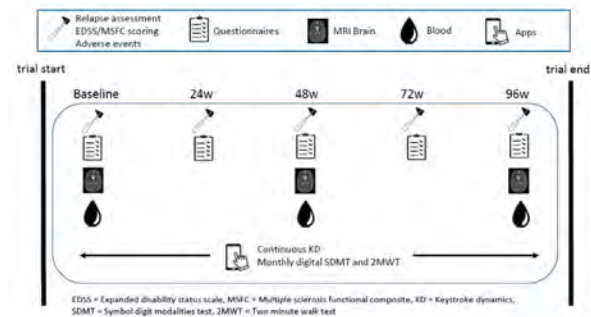 Relapse assessment
EDSS/MSFC scoring
Adverse events
Questionnaires
MRI Brain
Blood
Apps
trial start
trial end
Baseline 24w 48w 72w 96w
Continuous KD
Monthly digital SDMT and 2MWT
EDSS = Expanded disability status scale, MSFC = Multiple sclerosis functional composite, KD = Keystroke dynamics,
SDMT = Symbol digit modalities test, 2MWT = Two minute walk test